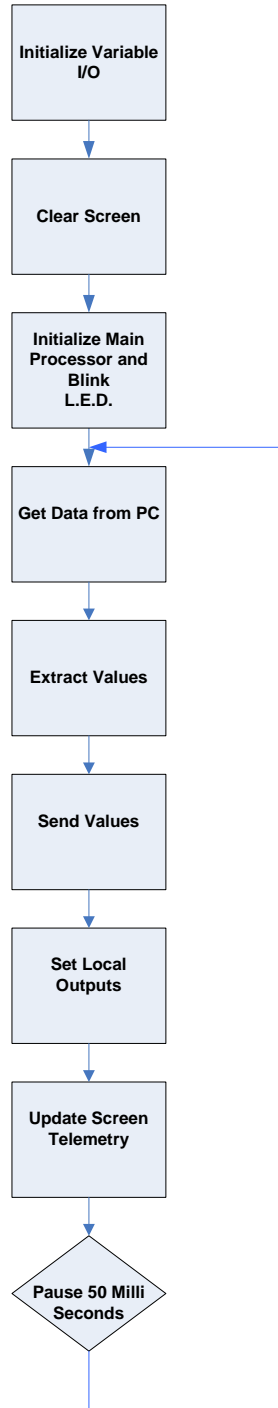 Initialize Variable
I/O
Clear Screen
Initialize Main
Processor and
Blink
L.E.D.
Get Data from PC
Extract Values
Send Values
Set Local
Outputs
Update Screen
Telemetry
Pause 50 Milli
Seconds